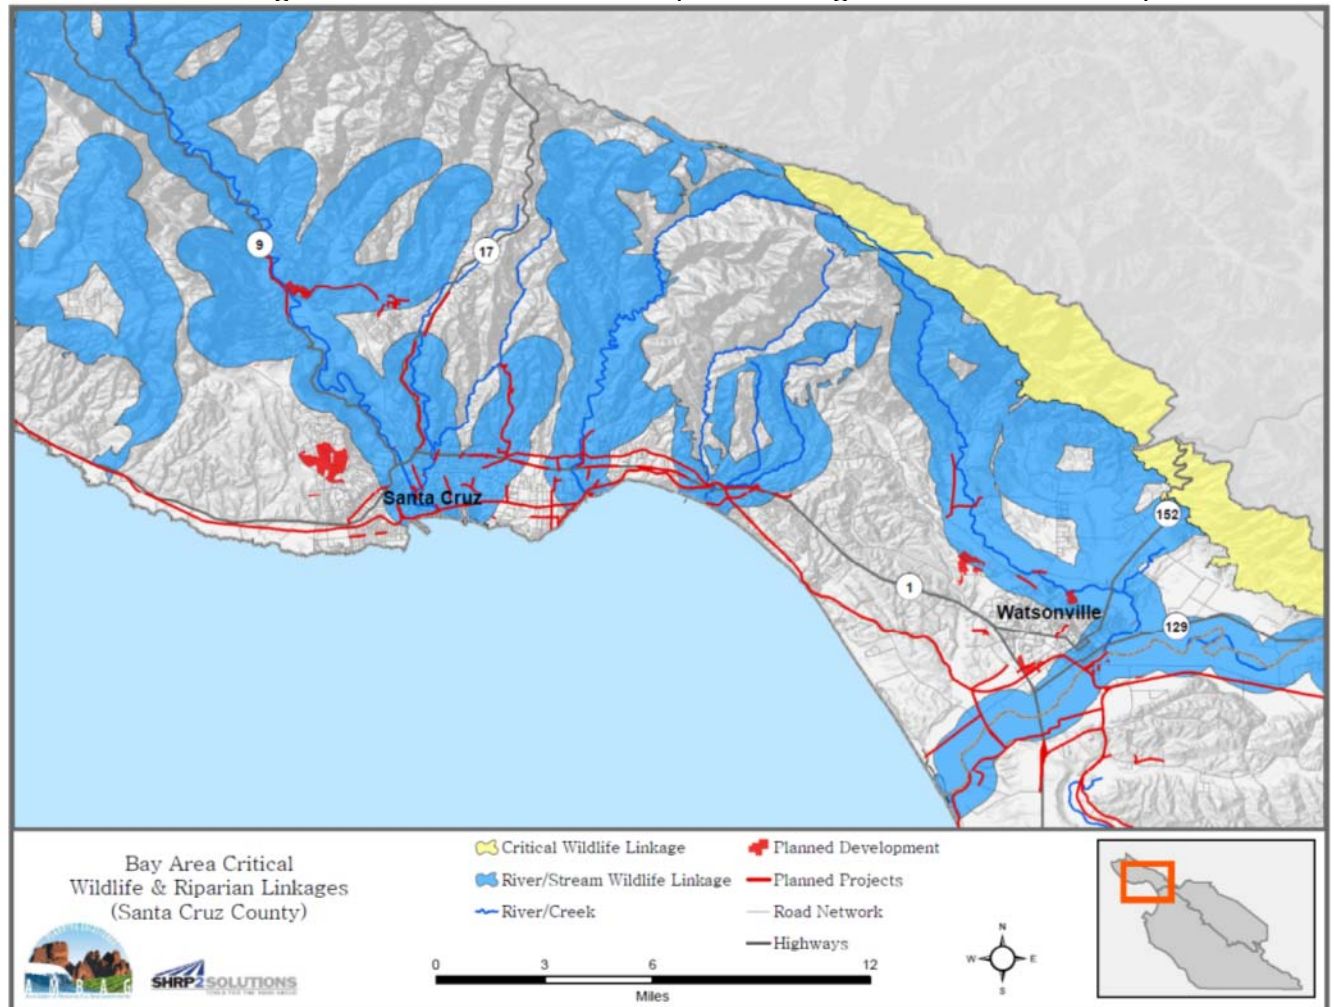 9
17
Santa Cruz
152
1
Watsonville
129
Bay Area Critical
Wildlife & Riparian Linkages
(Santa Cruz County)
Critical Wildlife Linkage
River/Stream Wildlife Linkage
River/Creek
Planned Development
Planned Projects
Road Network
Highways
N
W
E
S
0 3 6 12
Miles
AMBAG
SHRP2SOLUTIONS